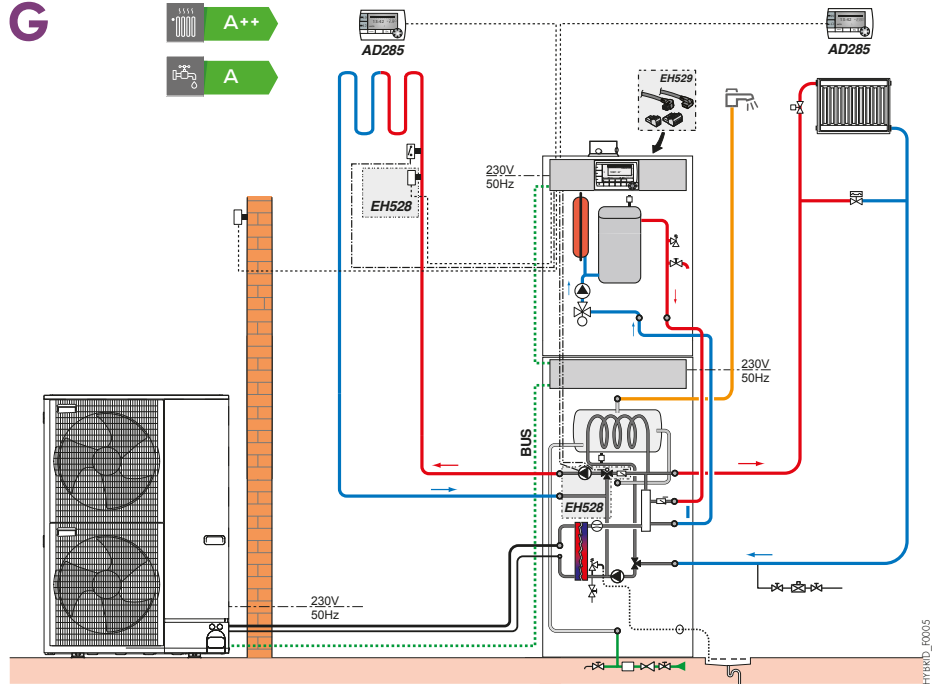 G
A++
A
AD285
AD285
EH529
230V
50Hz
EH528
230V
50Hz
BUS
EH528
230V
50Hz
HYBRID_F0005